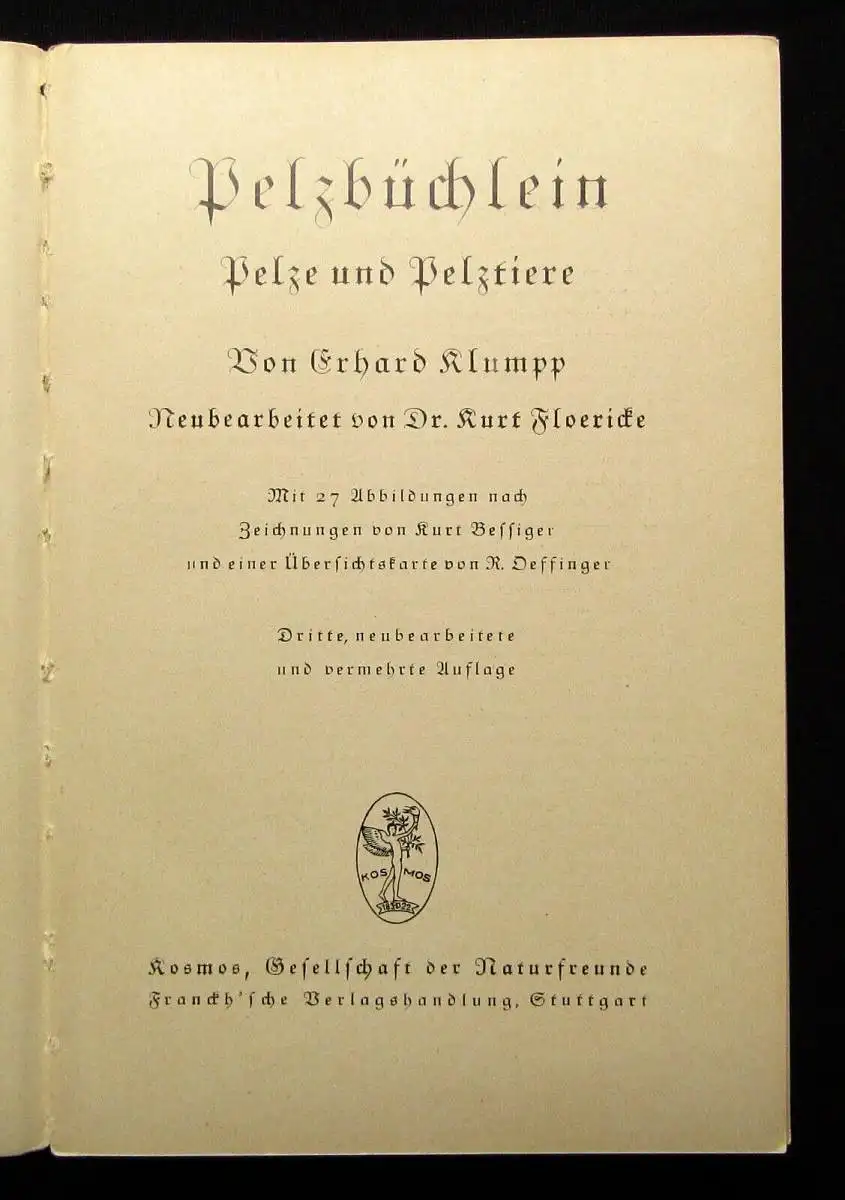 Pelzbüchlein
Pelze und Pelztiere
Von Erhard Klumpp
Neubearbeitet von Dr. Kurt Floericke
Mit 27 Abbildungen nach
Zeichnungen von Kurt Bessiger
und einer Übersichtskarte von R. Oeffinger
Dritte, neubearbeitete
und vermehrte Auflage
KOSMOS
Kosmos, Gesellschaft der Naturfreunde
Franckh'sche Verlagshandlung, Stuttgart